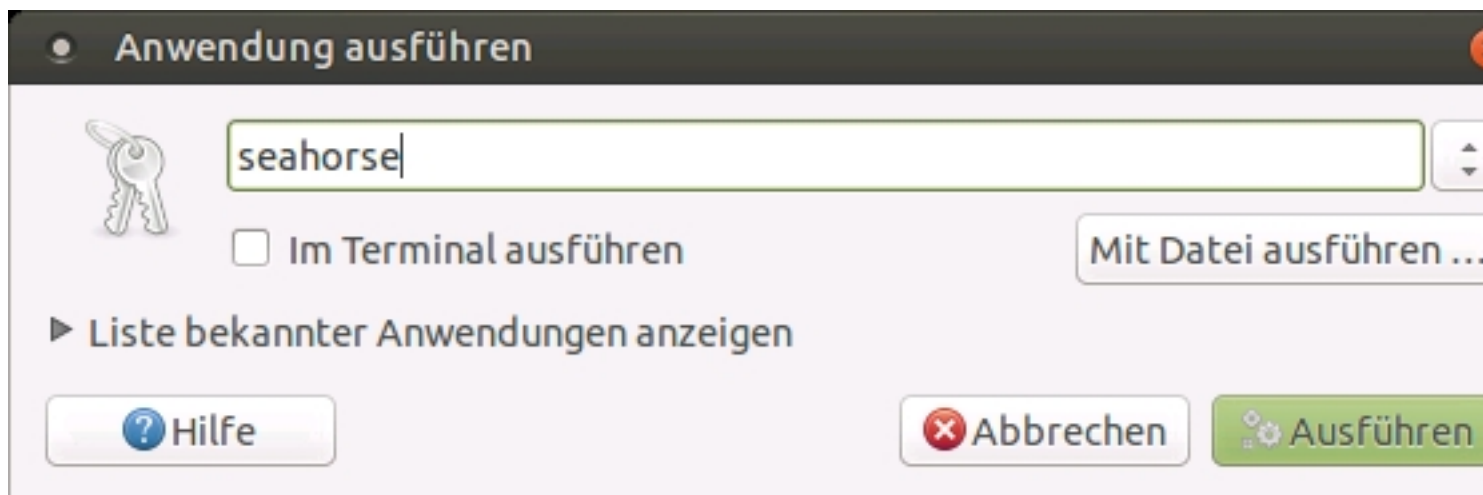 Anwendung ausführen
seahorse
Im Terminal ausführen
Mit Datei ausführen ...
Liste bekannter Anwendungen anzeigen
Hilfe
Abbrechen
Ausführen